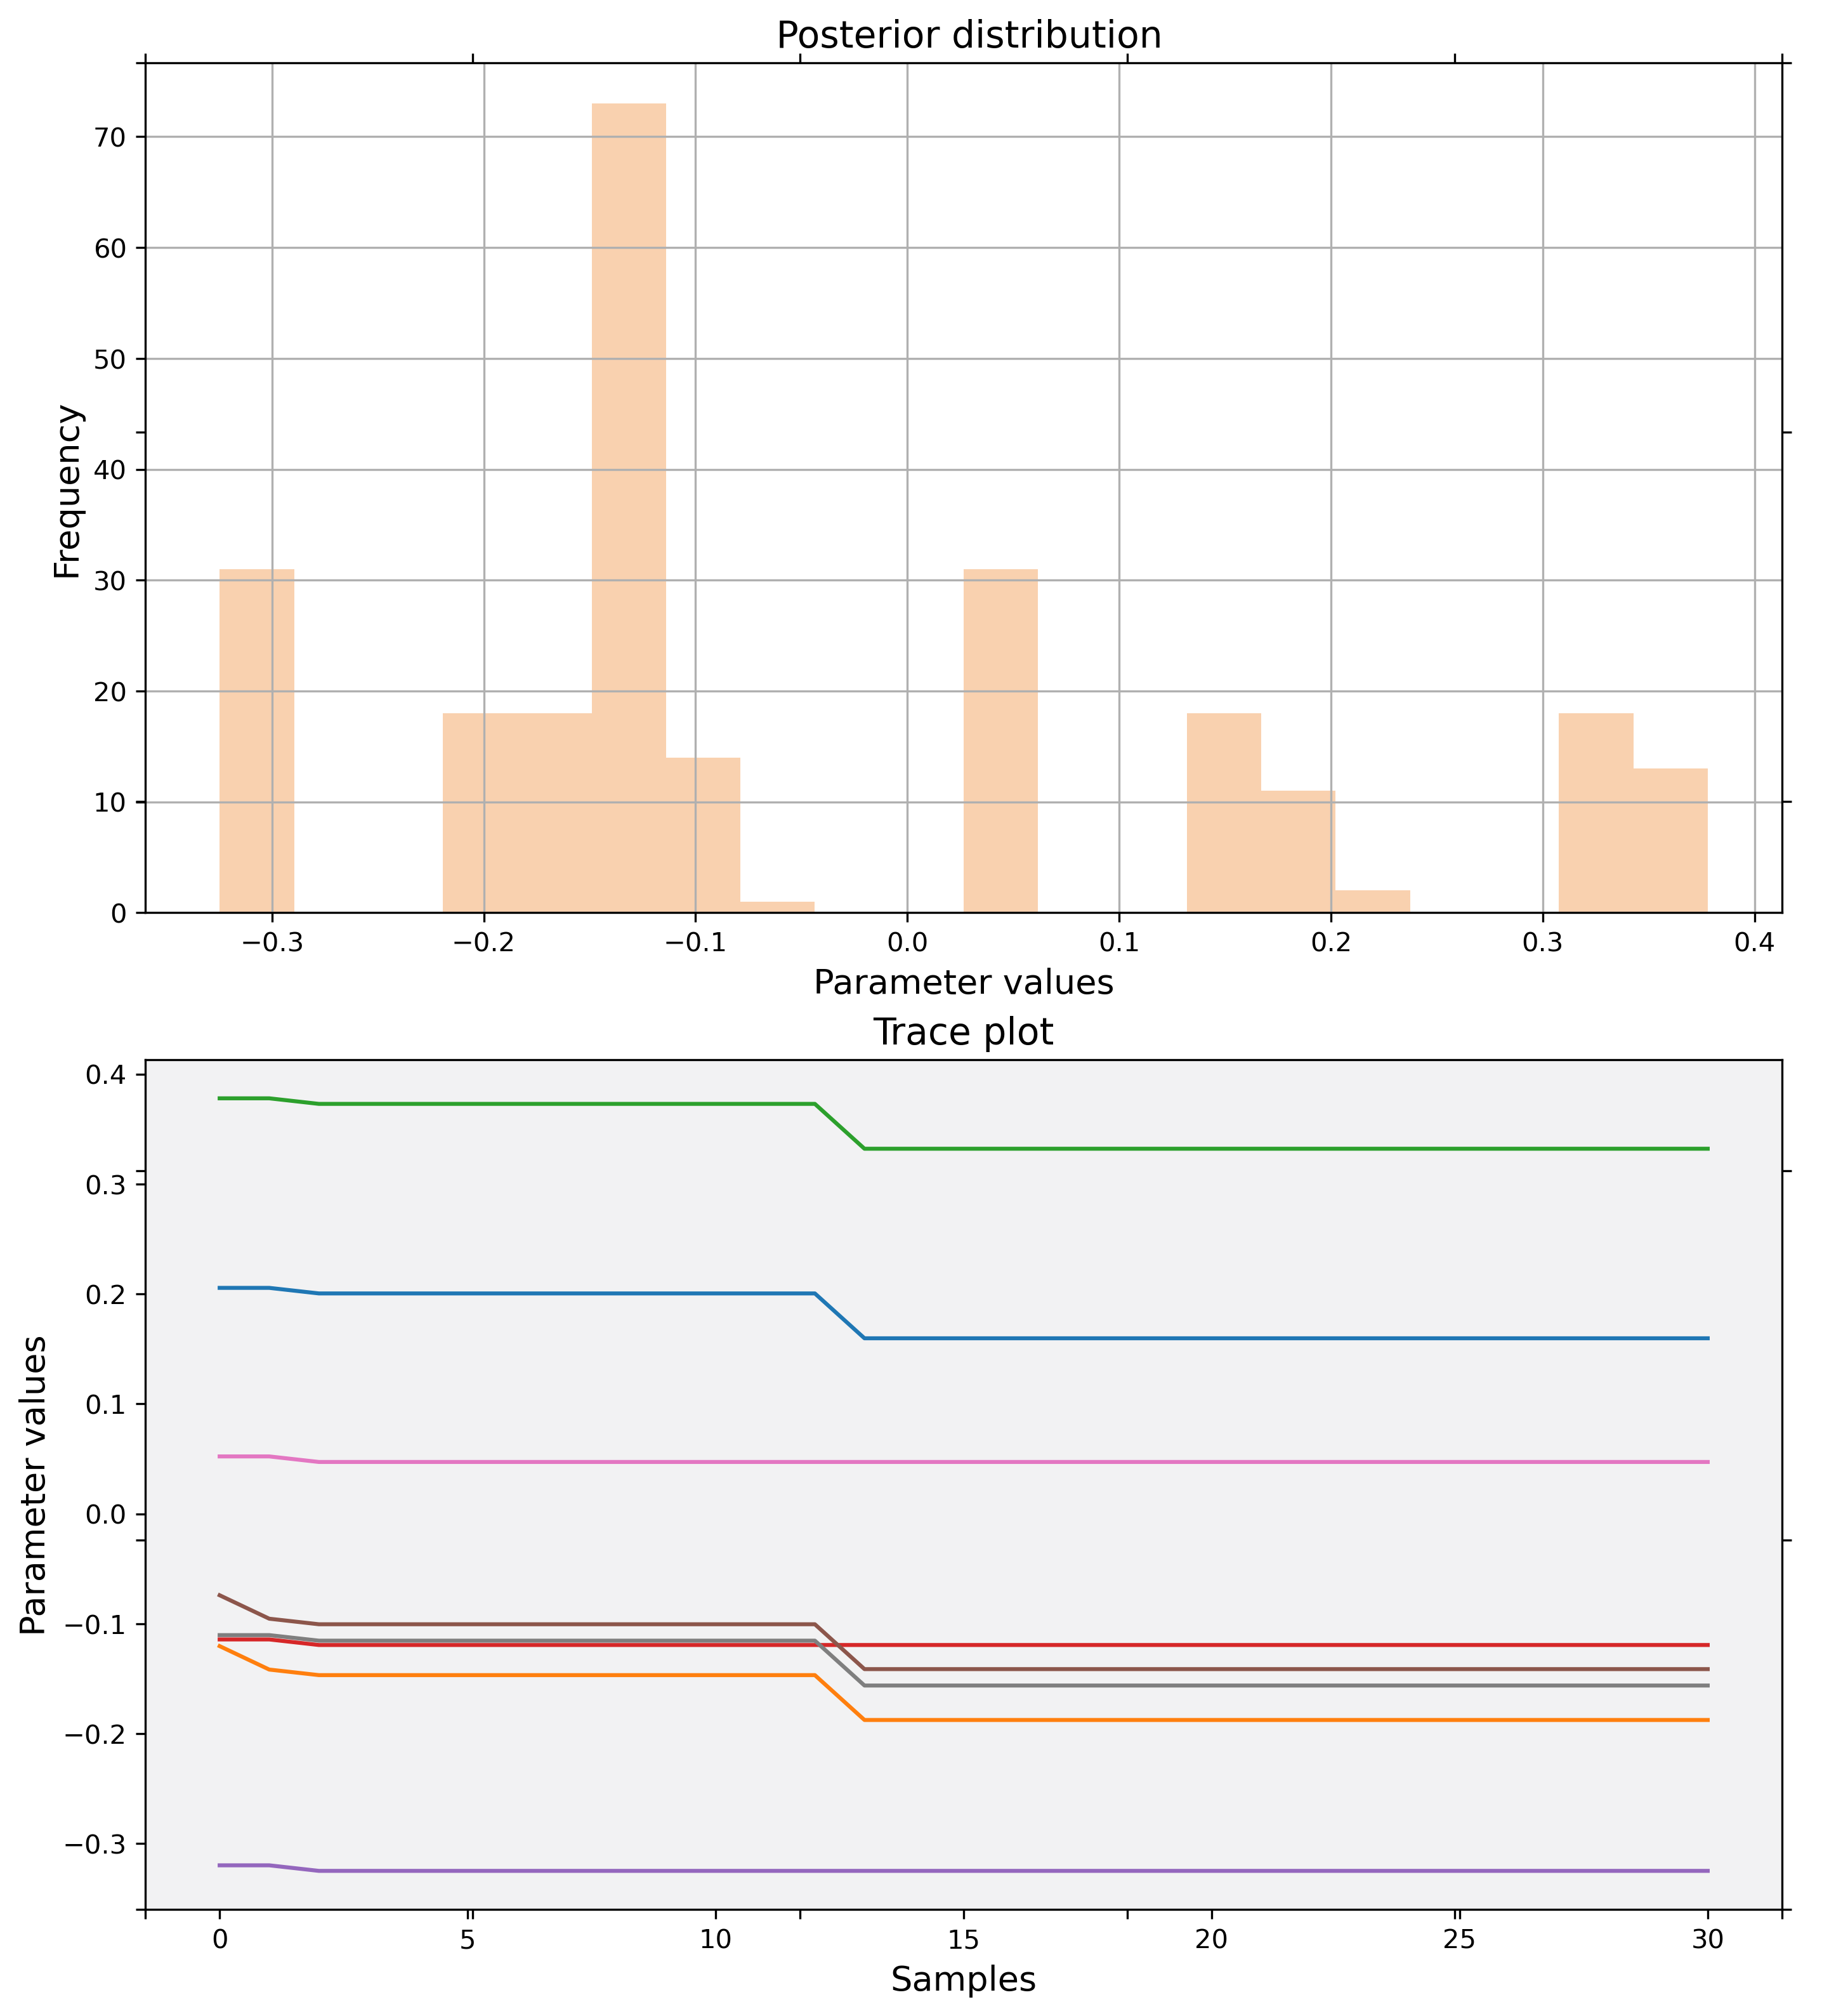 Posterior distribution
70
60
50
40
30
20
10
0
Frequency
−0.3 −0.2 −0.1 0.0 0.1 0.2 0.3 0.4
Parameter values
Trace plot
0.4
0.3
0.2
0.1
0.0
−0.1
−0.2
−0.3
Parameter values
0 5 10 15 20 25 30
Samples